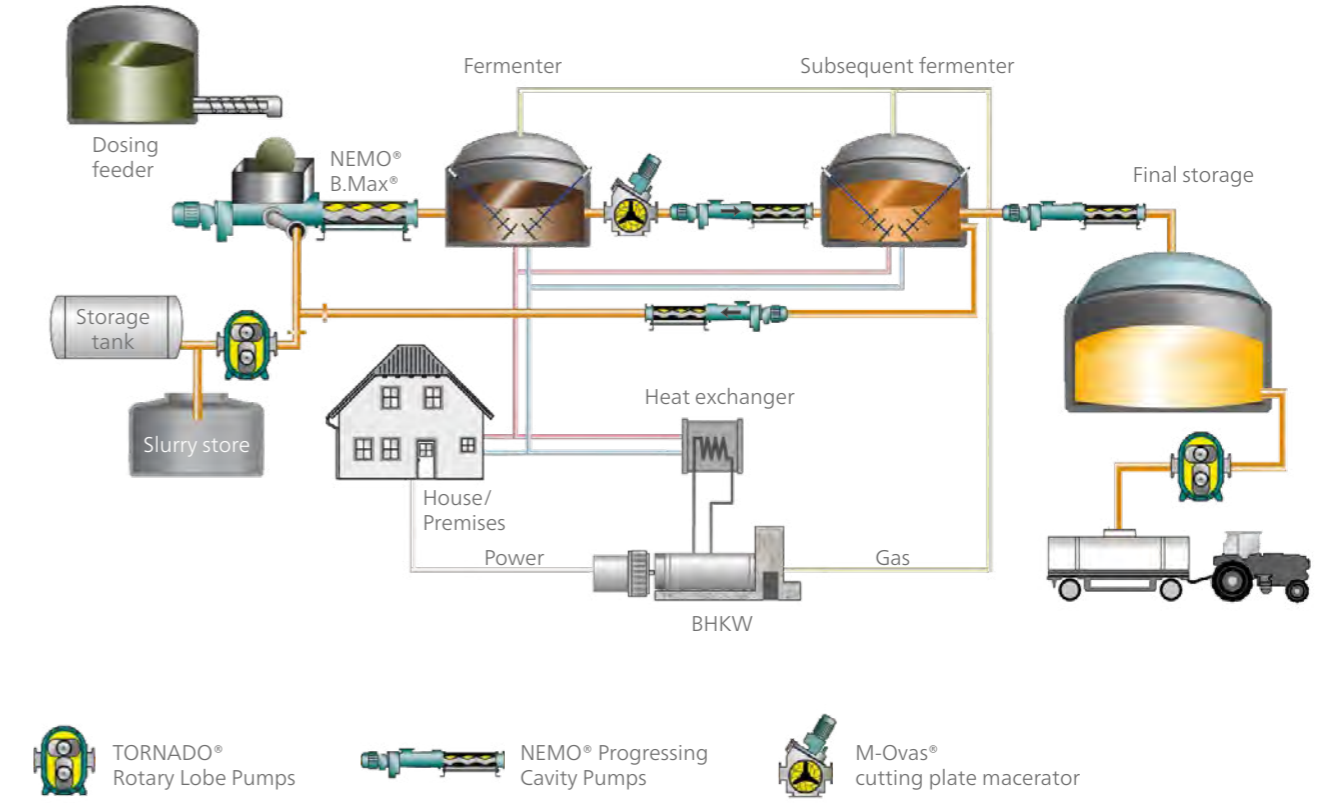 Fermenter
Subsequent fermenter
Dosing
feeder
NEMO®
B.Max®
Final storage
Storage
tank
Slurry store
Heat exchanger
House/
Premises
Power
Gas
BHKW
TORNADO®
Rotary Lobe Pumps
NEMO® Progressing
Cavity Pumps
M-Ovas®
cutting plate macerator